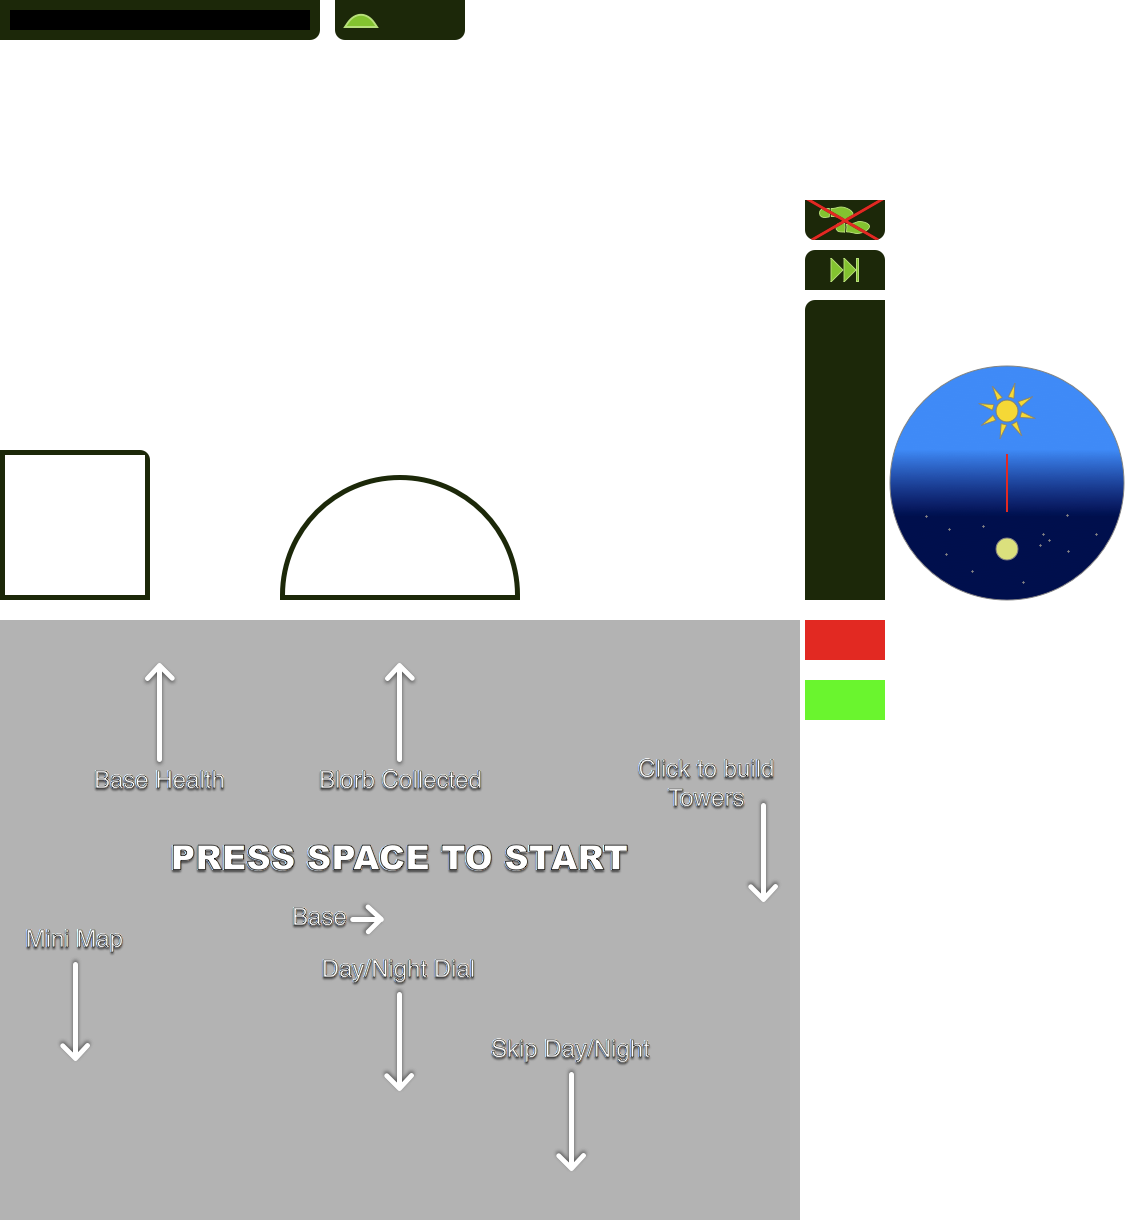 Base Health
Blorb Collected
Click to build
Towers
PRESS SPACE TO START
Base
Mini Map
Day/Night Dial
Skip Day/Night